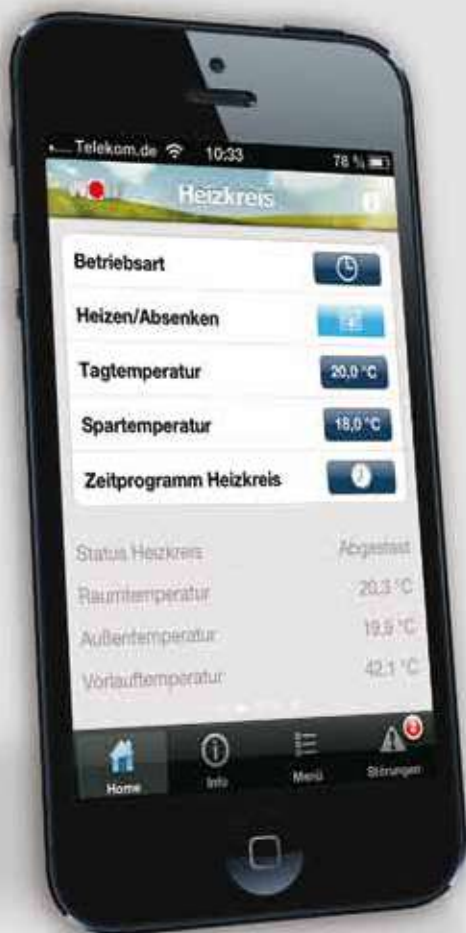 Telekom.de 10:33 78 %
Heizkreis
Betriebsart
Heizen/Absenken
Tagtemperatur 20,0 °C
Spartemperatur 18,0 °C
Zeitprogramm Heizkreis
Status Heizkreis
Raumtemperatur 20,3 °C
Außentemperatur 19,9 °C
Vorlauftemperatur 42,1 °C
Home Info Menü Störungen